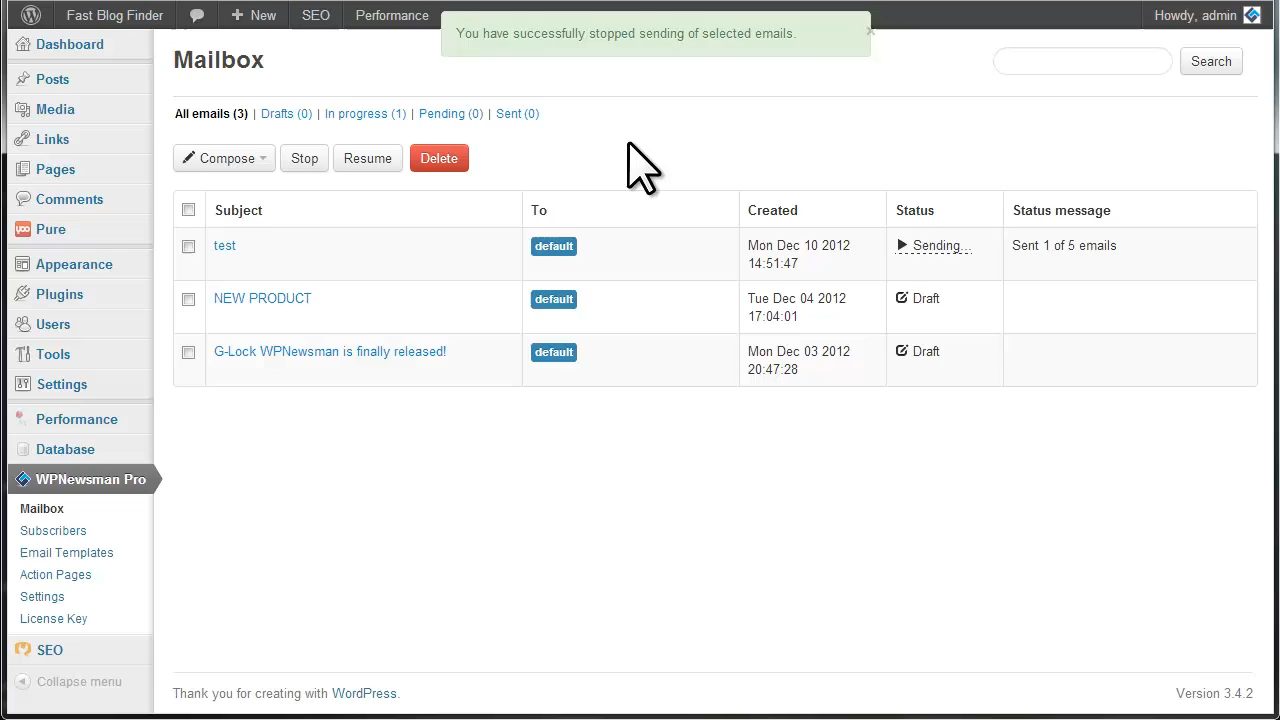 Fast Blog Finder
New
SEO
Performance
Howdy, admin
You have successfully stopped sending of selected emails.
×
Dashboard
Posts
Media
Links
Pages
Comments
Pure
Appearance
Plugins
Users
Tools
Settings
Performance
Database
WPNewsman Pro
Mailbox
Subscribers
Email Templates
Action Pages
Settings
License Key
SEO
Collapse menu
Mailbox
Search
All emails (3) | Drafts (0) | In progress (1) | Pending (0) | Sent (0)
Compose
Stop
Resume
Delete
Subject To Created Status Status message
test default Mon Dec 10 2012 Sending... Sent 1 of 5 emails
14:51:47
NEW PRODUCT default Tue Dec 04 2012 Draft
17:04:01
G-Lock WPNewsman is finally released! default Mon Dec 03 2012 Draft
20:47:28
Thank you for creating with WordPress.
Version 3.4.2